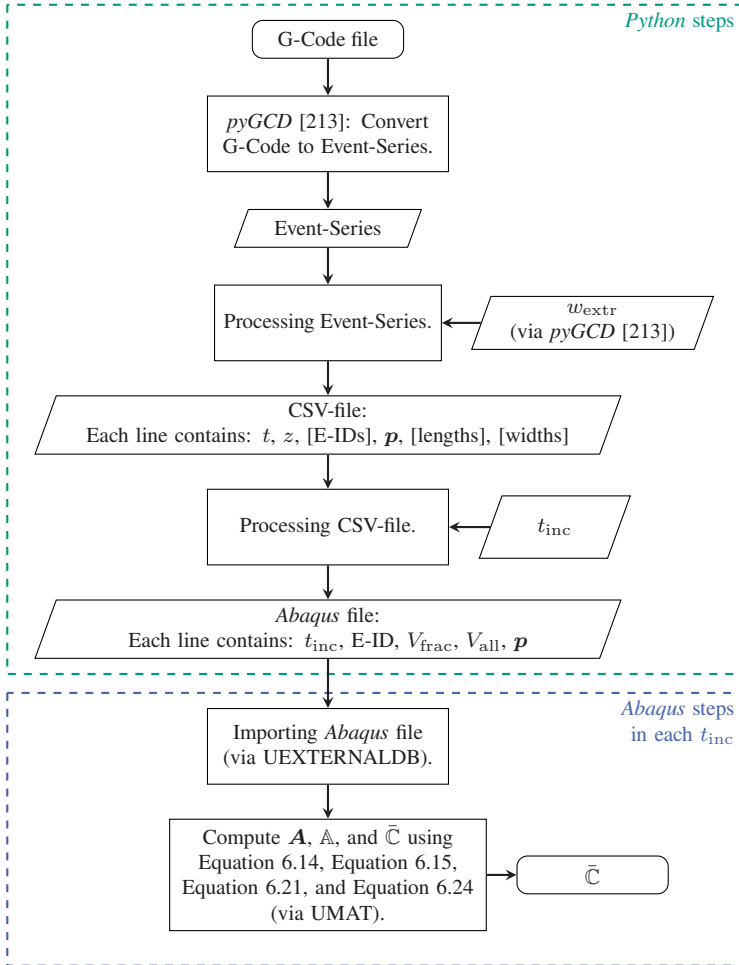 Python steps
G-Code file
pyGCD [213]: Convert
G-Code to Event-Series.
Event-Series
Processing Event-Series.
w_extr
(via pyGCD [213])
CSV-file:
Each line contains: t, z, [E-IDs], p, [lengths], [widths]
Processing CSV-file.
t_inc
Abaqus file:
Each line contains: t_inc, E-ID, V_frac, V_all, p
Abaqus steps
in each t_inc
Importing Abaqus file
(via UEXTERNALDB).
Compute A, 𝔸, and ℂ̄ using
Equation 6.14, Equation 6.15,
Equation 6.21, and Equation 6.24
(via UMAT).
ℂ̄